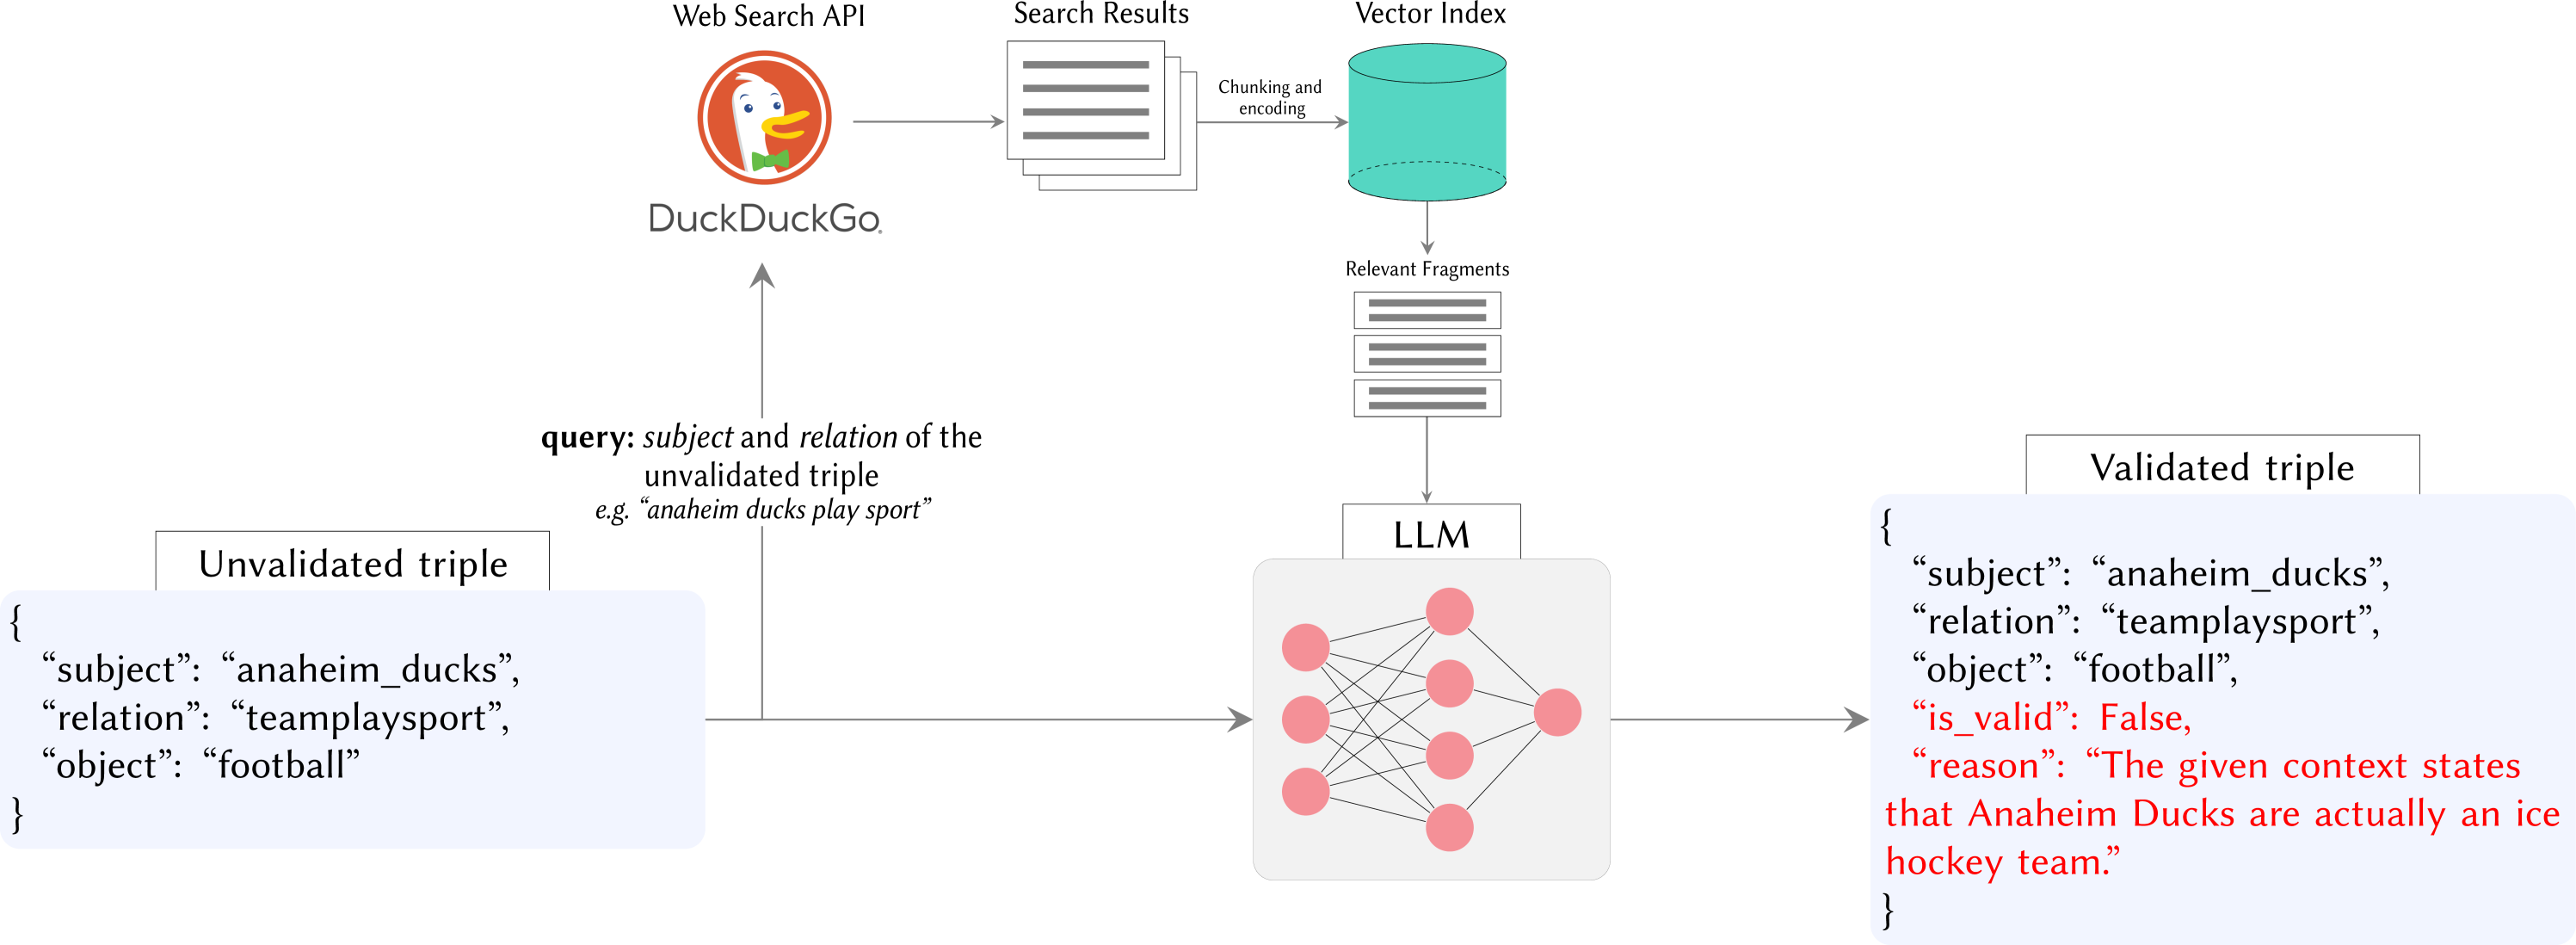 Web Search API
Search Results
Vector Index
DuckDuckGo
Chunking and
encoding
Relevant Fragments
query: subject and relation of the
unvalidated triple
e.g. “anaheim ducks play sport”
Unvalidated triple
{
“subject”: “anaheim_ducks”,
“relation”: “teamplaysport”,
“object”: “football”
}
LLM
Validated triple
{
“subject”: “anaheim_ducks”,
“relation”: “teamplaysport”,
“object”: “football”,
“is_valid”: False,
“reason”: “The given context states
that Anaheim Ducks are actually an ice
hockey team.”
}